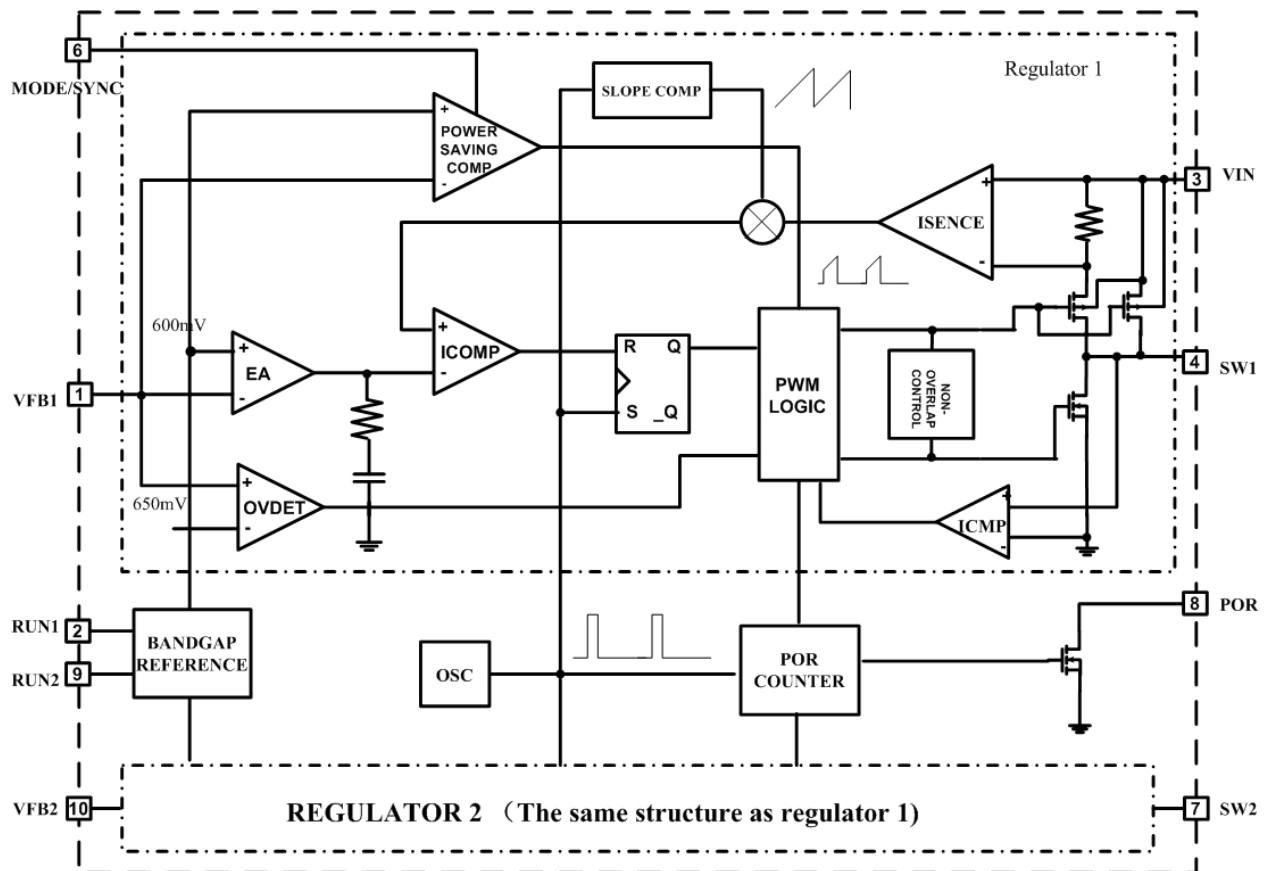 6
MODE/SYNC
Regulator 1
SLOPE COMP
+
POWER
SAVING
COMP
-
3
VIN
+
ISENCE
-
600mV
+
EA
-
+
ICOMP
-
R Q
S _Q
PWM
LOGIC
NON-
OVERLAP
CONTROL
4
SW1
1
VFB1
650mV
+
OVDET
-
+
ICMP
-
8
POR
RUN1
2
RUN2
9
BANDGAP
REFERENCE
OSC
POR
COUNTER
VFB2
10
REGULATOR 2 （The same structure as regulator 1)
7
SW2